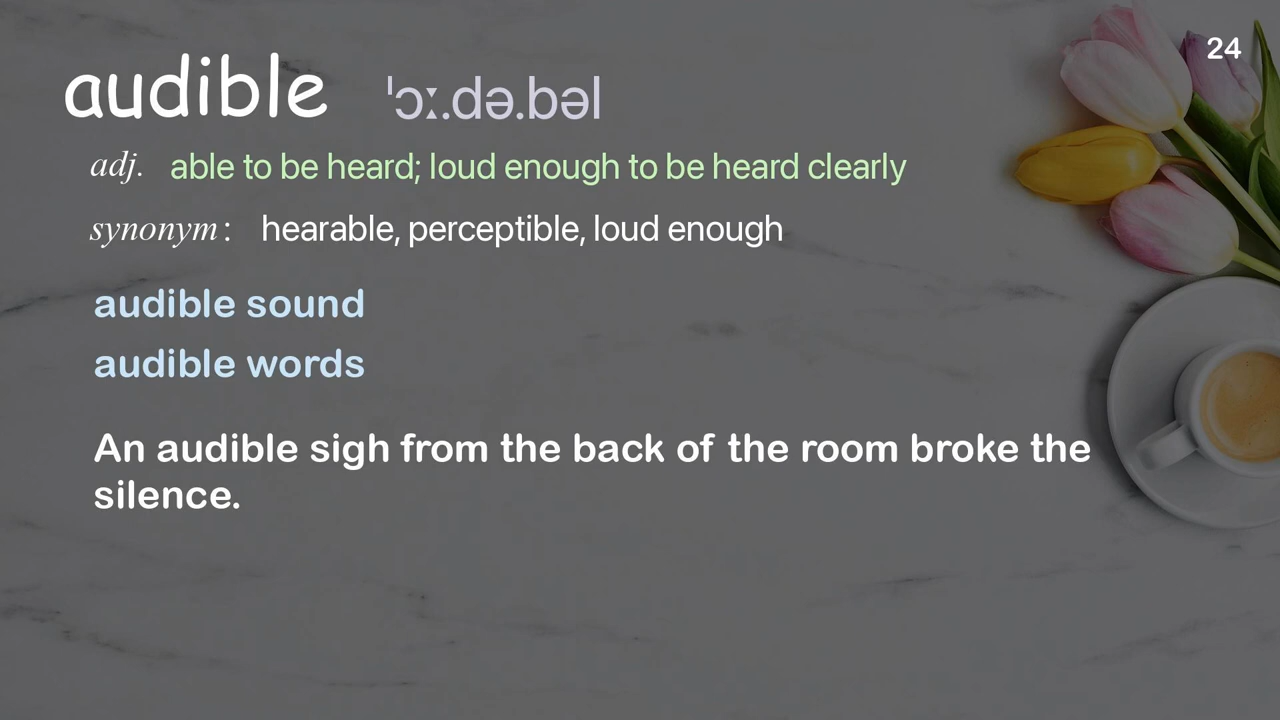 24
audible ˈɔː.də.bəl
adj. able to be heard; loud enough to be heard clearly
synonym: hearable, perceptible, loud enough
audible sound
audible words
An audible sigh from the back of the room broke the
silence.